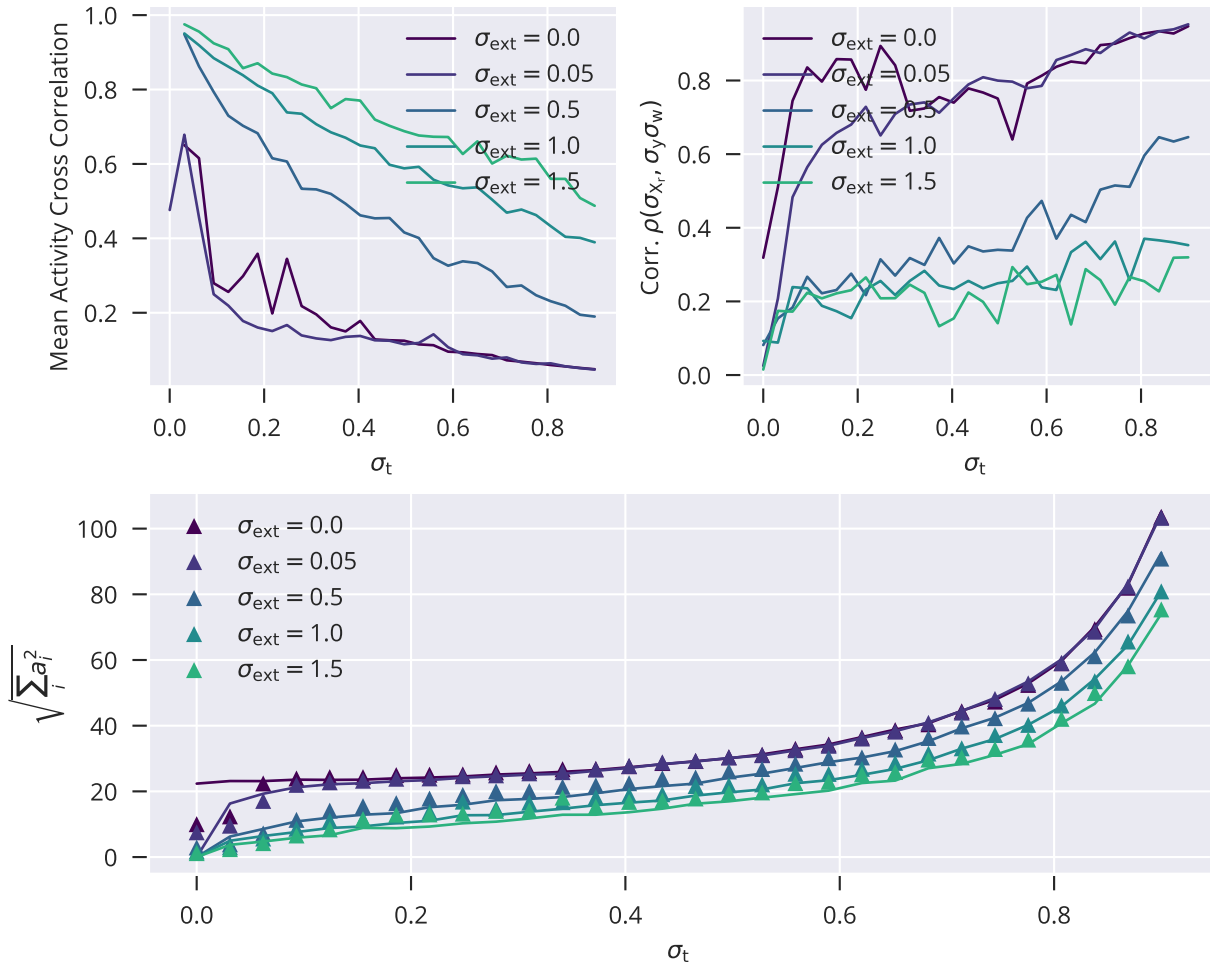 Mean Activity Cross Correlation
1.0
0.8
0.6
0.4
0.2
0.0 0.2 0.4 0.6 0.8
σt
σext = 0.0
σext = 0.05
σext = 0.5
σext = 1.0
σext = 1.5
Corr. ρ(σXr, σyσw)
0.8
0.6
0.4
0.2
0.0
0.0 0.2 0.4 0.6 0.8
σt
σext = 0.0
σext = 0.05
σext = 0.5
σext = 1.0
σext = 1.5
√∑i ai²
100
80
60
40
20
0
0.0 0.2 0.4 0.6 0.8
σt
σext = 0.0
σext = 0.05
σext = 0.5
σext = 1.0
σext = 1.5